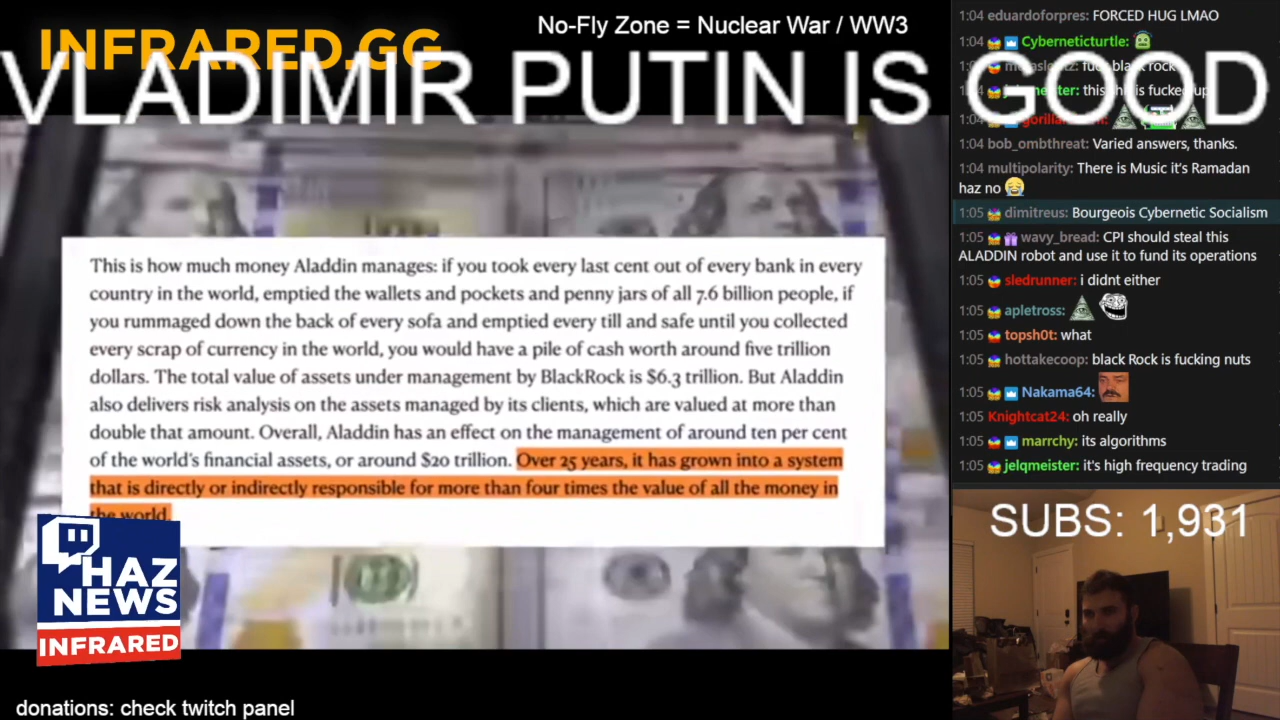 INFRARED.GG
No-Fly Zone = Nuclear War / WW3
VLADIMIR PUTIN IS GOOD
This is how much money Aladdin manages: if you took every last cent out of every bank in every
country in the world, emptied the wallets and pockets and penny jars of all 7.6 billion people, if
you rummaged down the back of every sofa and emptied every till and safe until you collected
every scrap of currency in the world, you would have a pile of cash worth around five trillion
dollars. The total value of assets under management by BlackRock is $6.3 trillion. But Aladdin
also delivers risk analysis on the assets managed by its clients, which are valued at more than
double that amount. Overall, Aladdin has an effect on the management of around ten per cent
of the world's financial assets, or around $20 trillion. Over 25 years, it has grown into a system
that is directly or indirectly responsible for more than four times the value of all the money in
the world.
HAZ
NEWS
INFRARED
donations: check twitch panel
1:04 eduardoforpres: FORCED HUG LMAO
1:04 Cyberneticturtle:
fuck black rock
this shit is fucked up
1:04
1:04 bob_ombthreat: Varied answers, thanks.
1:04 multipolarity: There is Music it's Ramadan
haz no
1:05 dimitreus: Bourgeois Cybernetic Socialism
1:05 wavy_bread: CPI should steal this
ALADDIN robot and use it to fund its operations
1:05 sledrunner: i didnt either
1:05 apletross:
1:05 topsh0t: what
1:05 hottakecoop: black Rock is fucking nuts
1:05 Nakama64:
1:05 Knightcat24: oh really
1:05 marrchy: its algorithms
1:05 jelqmeister: it's high frequency trading
SUBS: 1,931